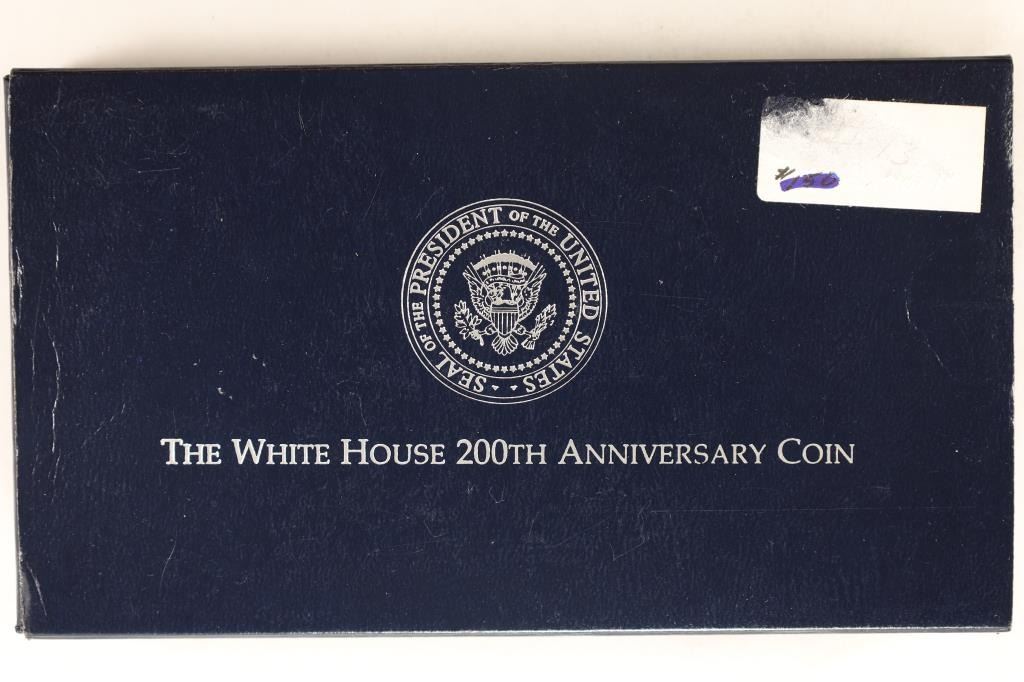 SEAL OF THE PRESIDENT OF THE UNITED STATES
THE WHITE HOUSE 200TH ANNIVERSARY COIN